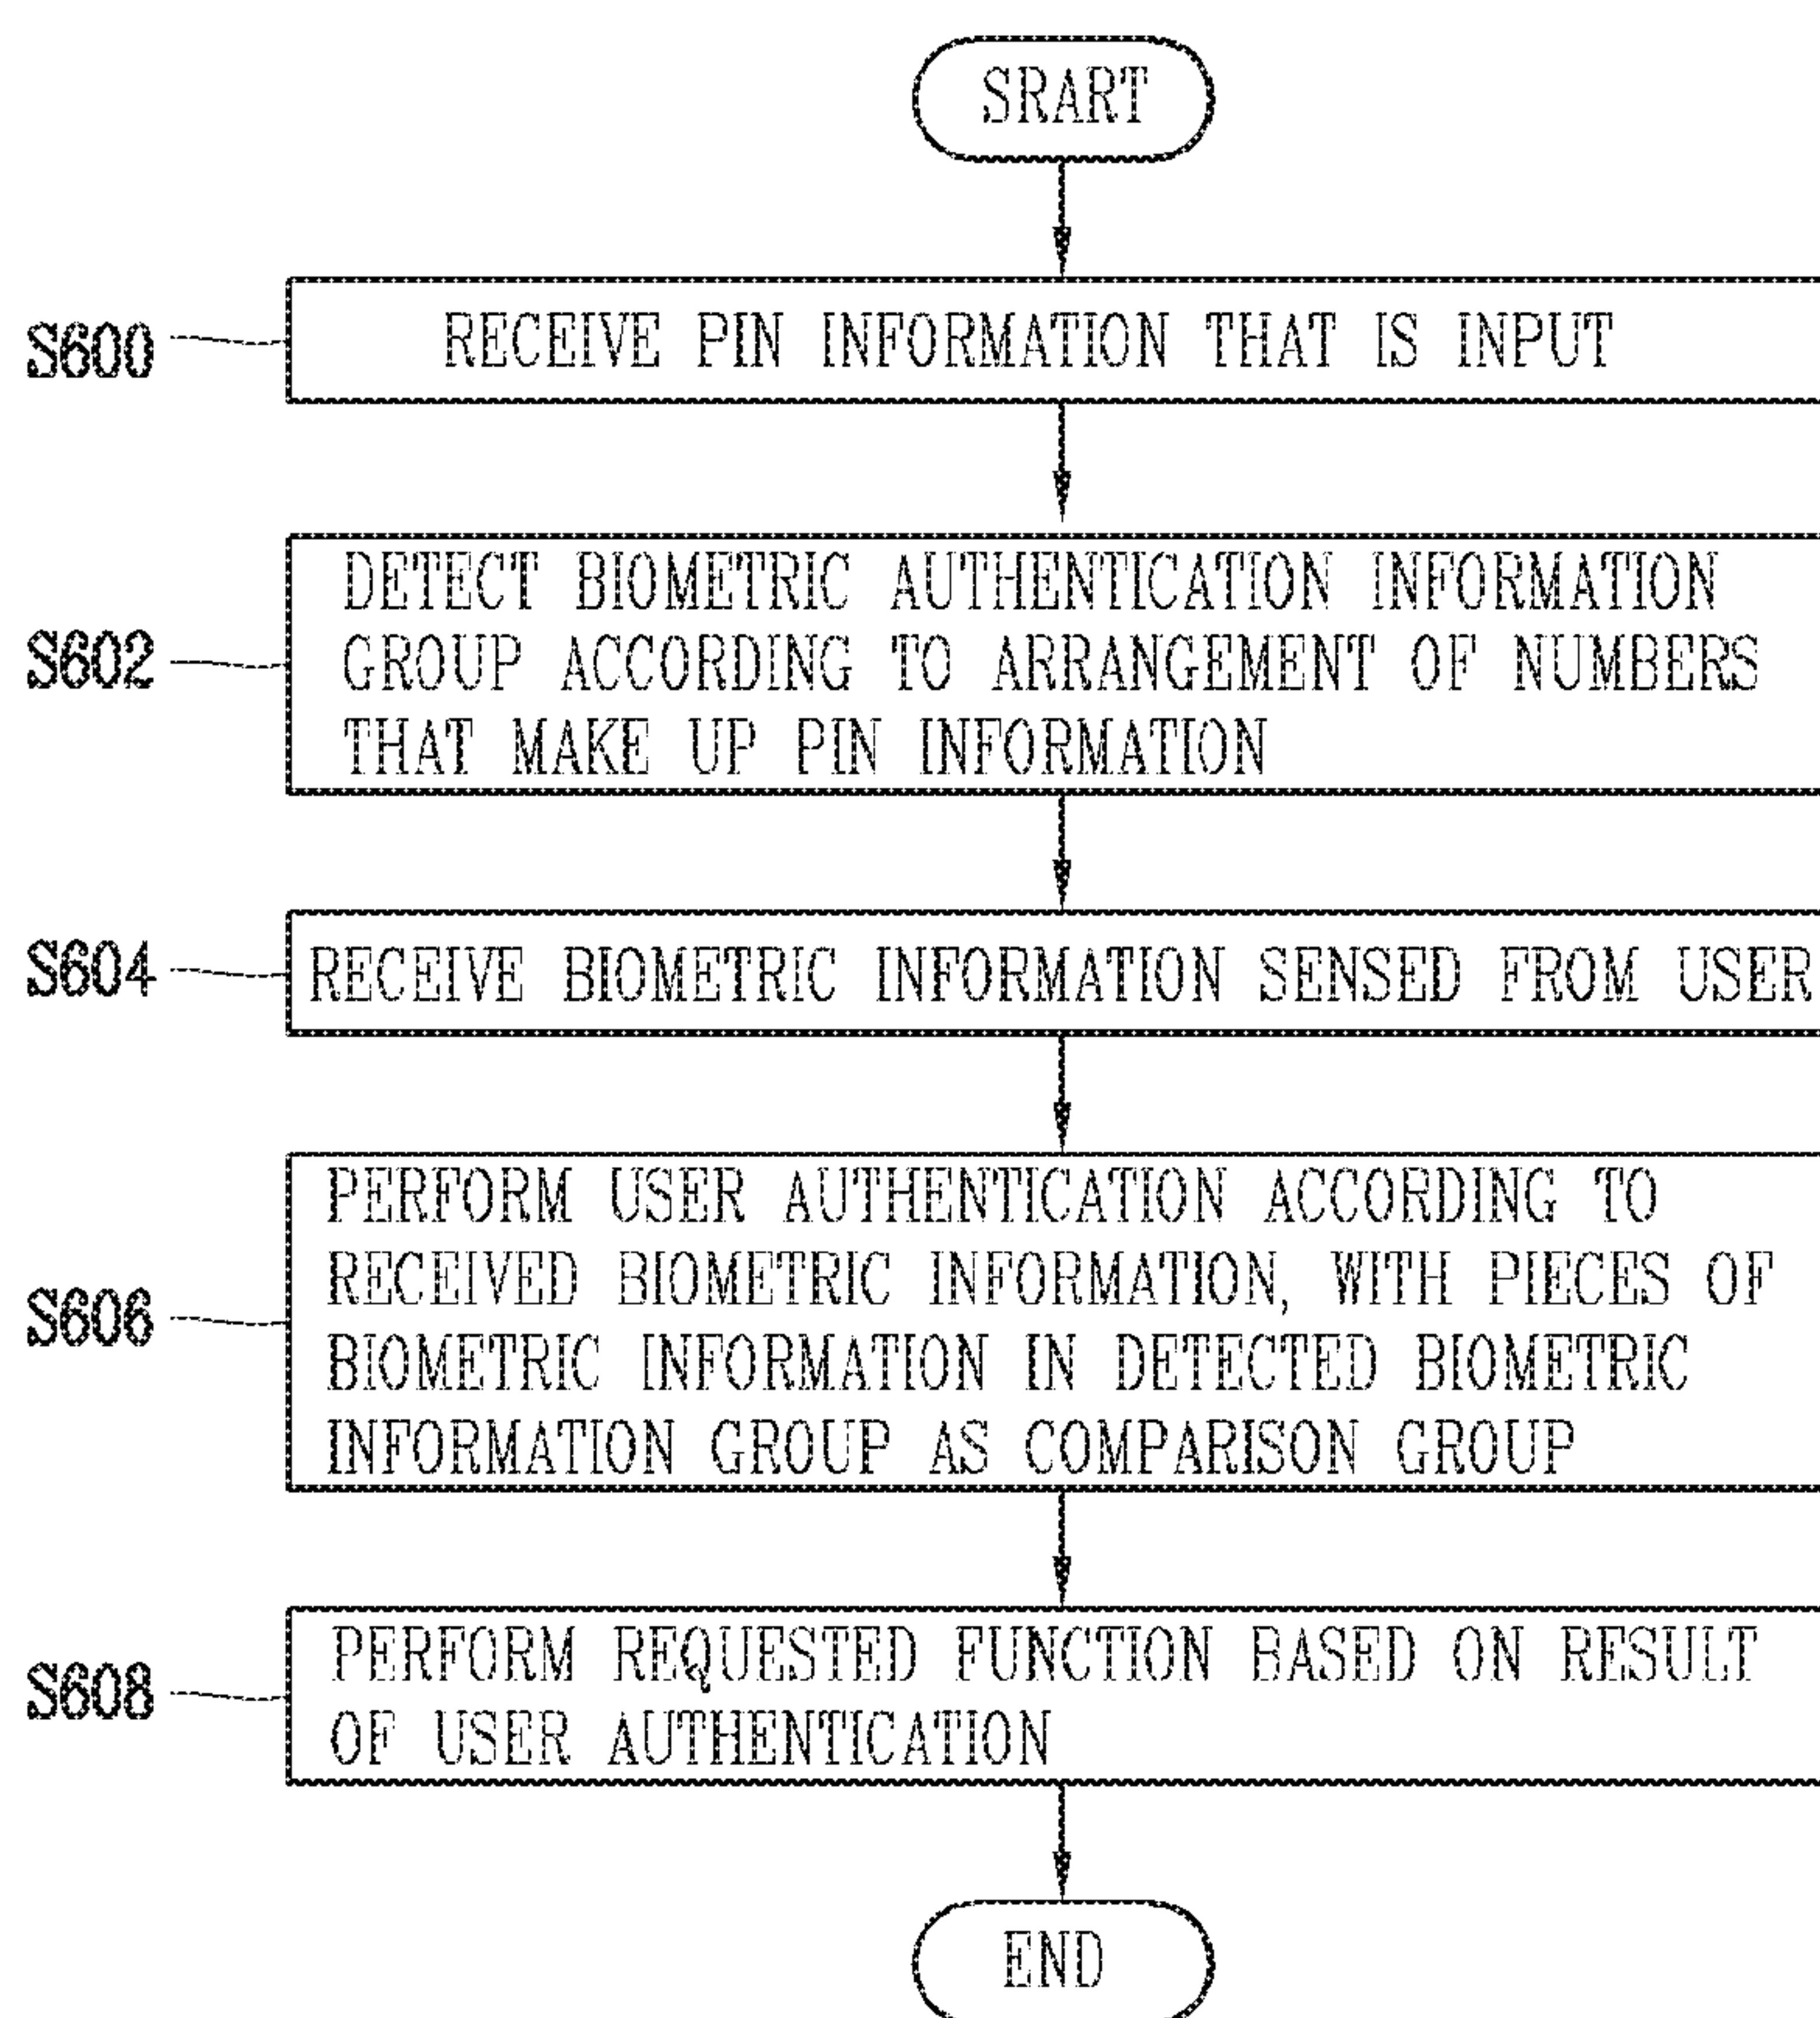 SRART
S600
RECEIVE PIN INFORMATION THAT IS INPUT
S602
DETECT BIOMETRIC AUTHENTICATION INFORMATION
GROUP ACCORDING TO ARRANGEMENT OF NUMBERS
THAT MAKE UP PIN INFORMATION
S604
RECEIVE BIOMETRIC INFORMATION SENSED FROM USER
S606
PERFORM USER AUTHENTICATION ACCORDING TO
RECEIVED BIOMETRIC INFORMATION, WITH PIECES OF
BIOMETRIC INFORMATION IN DETECTED BIOMETRIC
INFORMATION GROUP AS COMPARISON GROUP
S608
PERFORM REQUESTED FUNCTION BASED ON RESULT
OF USER AUTHENTICATION
END